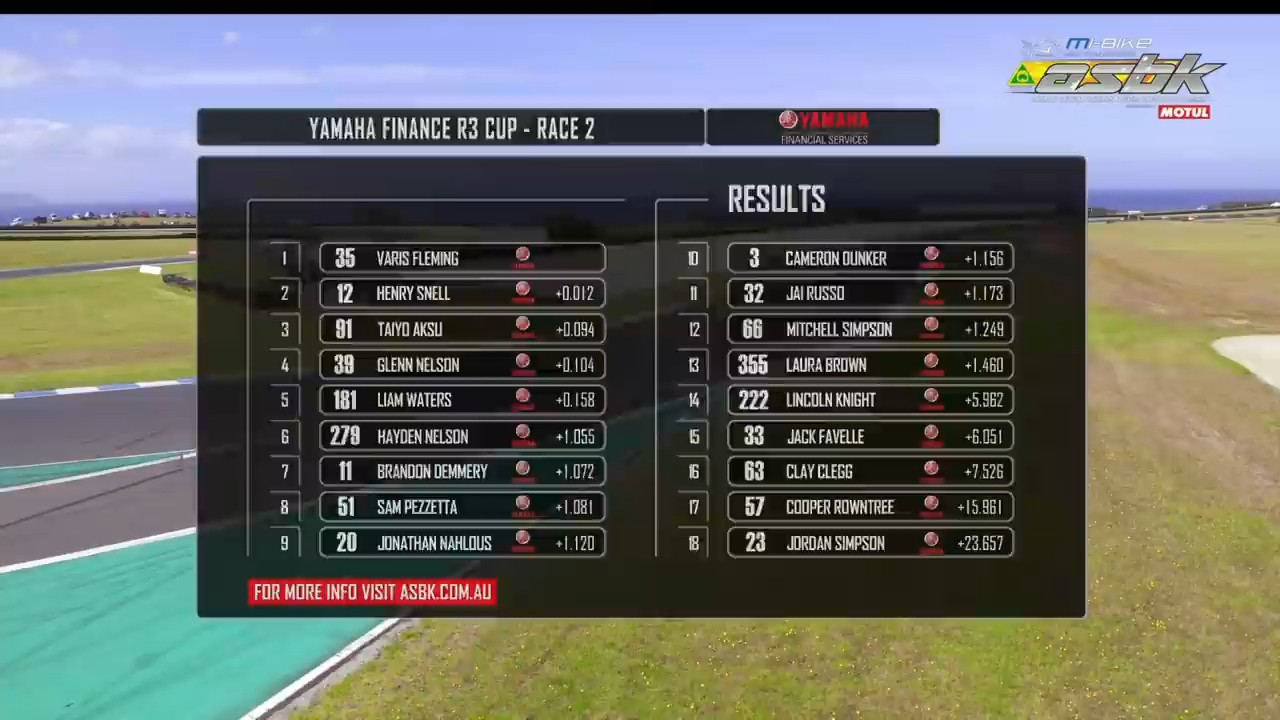 mi-BIKE
asbk
MOTUL
YAMAHA FINANCE R3 CUP - RACE 2
YAMAHA
FINANCIAL SERVICES
RESULTS
1 35 VARIS FLEMING
2 12 HENRY SNELL +0.012
3 91 TAIYO AKSU +0.094
4 39 GLENN NELSON +0.104
5 181 LIAM WATERS +0.158
6 279 HAYDEN NELSON +1.055
7 11 BRANDON DEMMERY +1.072
8 51 SAM PEZZETTA +1.081
9 20 JONATHAN NAHLOUS +1.120
10 3 CAMERON DUNKER +1.156
11 32 JAI RUSSO +1.173
12 66 MITCHELL SIMPSON +1.249
13 355 LAURA BROWN +1.460
14 222 LINCOLN KNIGHT +5.962
15 33 JACK FAVELLE +6.051
16 63 CLAY CLEGG +7.526
17 57 COOPER ROWNTREE +15.961
18 23 JORDAN SIMPSON +23.657
FOR MORE INFO VISIT ASBK.COM.AU